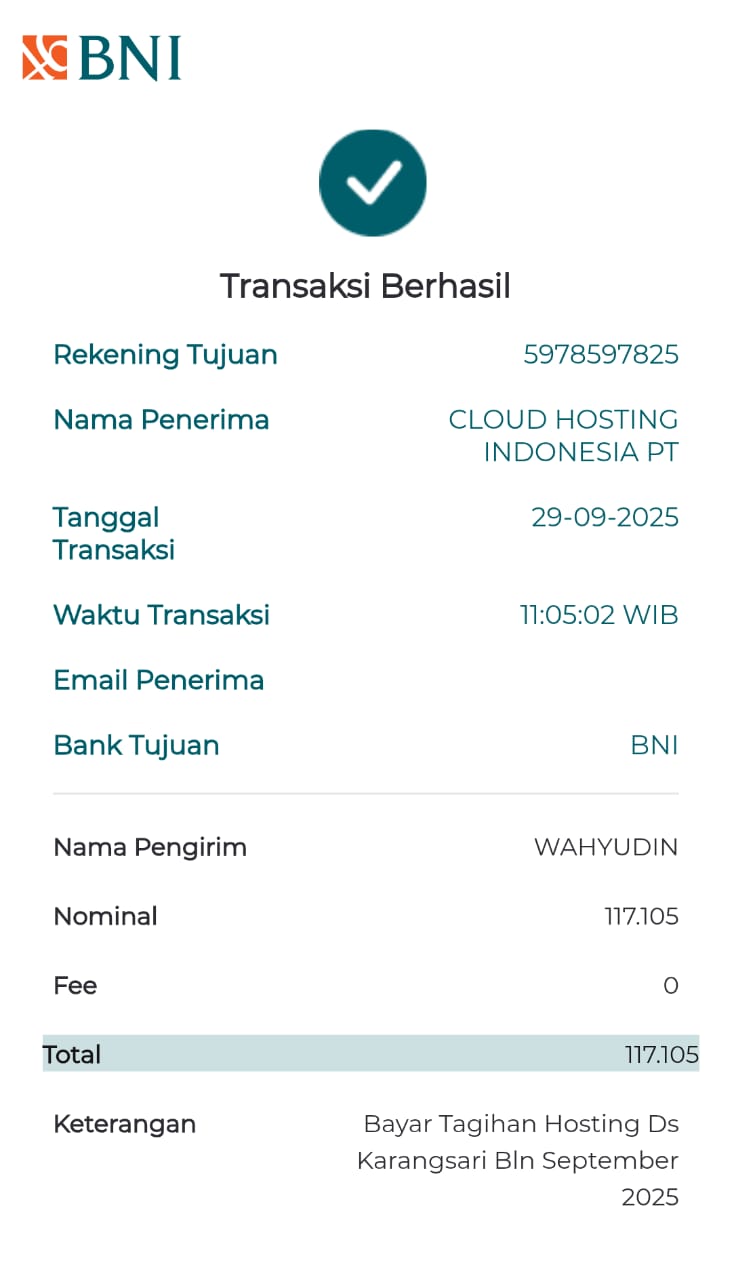 BNI
Transaksi Berhasil
Rekening Tujuan 5978597825
Nama Penerima CLOUD HOSTING
INDONESIA PT
Tanggal 29-09-2025
Transaksi
Waktu Transaksi 11:05:02 WIB
Email Penerima
Bank Tujuan BNI
Nama Pengirim WAHYUDIN
Nominal 117.105
Fee 0
Total 117.105
Keterangan Bayar Tagihan Hosting Ds
Karangsari Bln September
2025